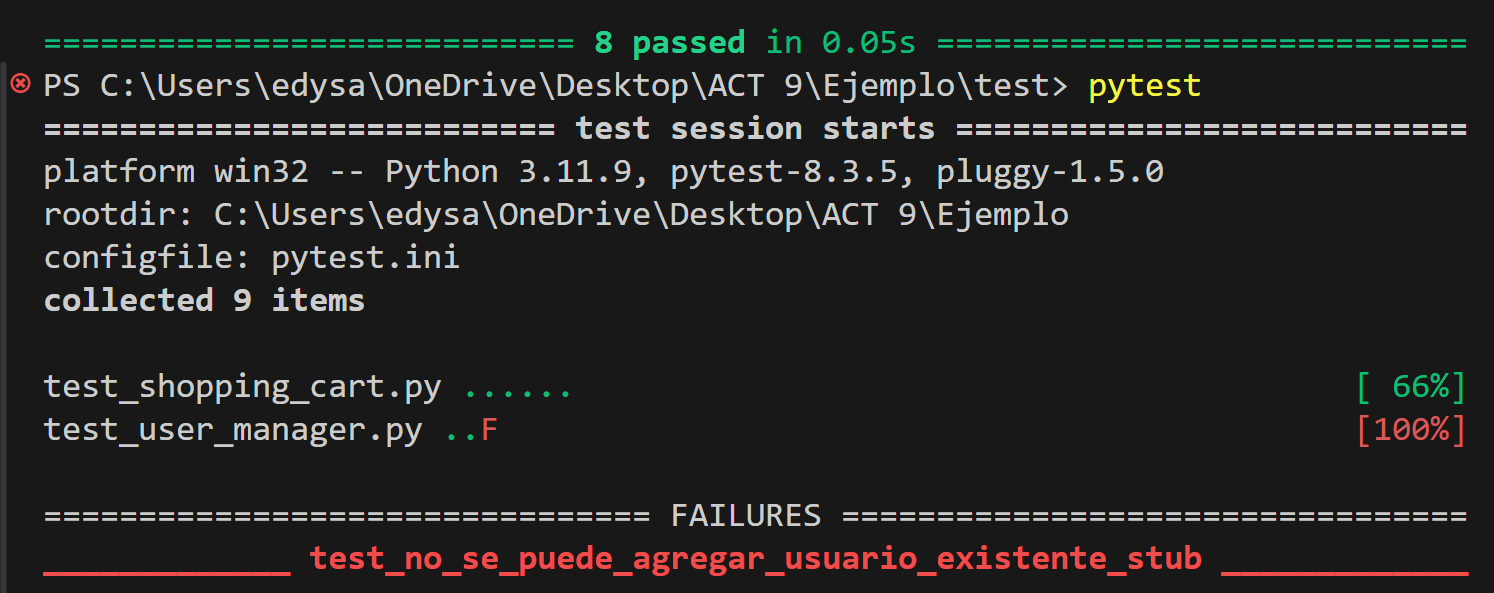 ============================ 8 passed in 0.05s ============================
PS C:\Users\edysa\OneDrive\Desktop\ACT 9\Ejemplo\test> pytest
=========================== test session starts ===========================
platform win32 -- Python 3.11.9, pytest-8.3.5, pluggy-1.5.0
rootdir: C:\Users\edysa\OneDrive\Desktop\ACT 9\Ejemplo
configfile: pytest.ini
collected 9 items
test_shopping_cart.py ...... [ 66%]
test_user_manager.py ..F [100%]
================================ FAILURES =================================
_____________ test_no_se_puede_agregar_usuario_existente_stub _____________